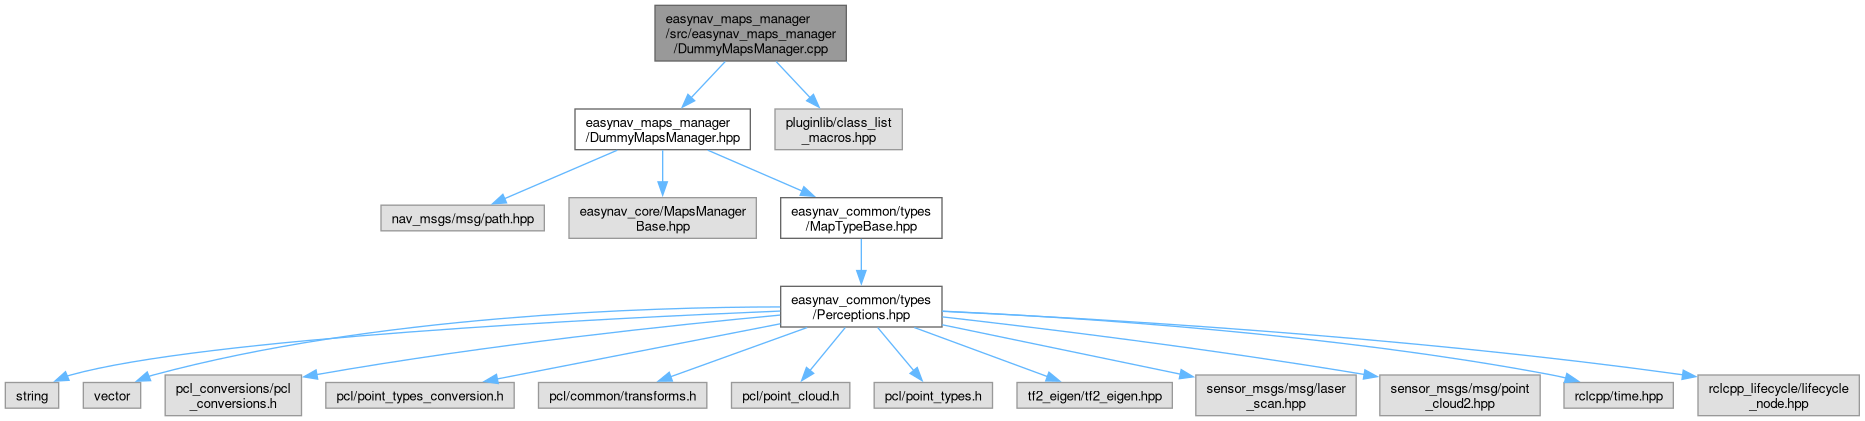 easynav_maps_manager
/src/easynav_maps_manager
/DummyMapsManager.cpp
easynav_maps_manager
/DummyMapsManager.hpp
pluginlib/class_list
_macros.hpp
nav_msgs/msg/path.hpp
easynav_core/MapsManager
Base.hpp
easynav_common/types
/MapTypeBase.hpp
easynav_common/types
/Perceptions.hpp
string
vector
pcl_conversions/pcl
_conversions.h
pcl/point_types_conversion.h
pcl/common/transforms.h
pcl/point_cloud.h
pcl/point_types.h
tf2_eigen/tf2_eigen.hpp
sensor_msgs/msg/laser
_scan.hpp
sensor_msgs/msg/point
_cloud2.hpp
rclcpp/time.hpp
rclcpp_lifecycle/lifecycle
_node.hpp